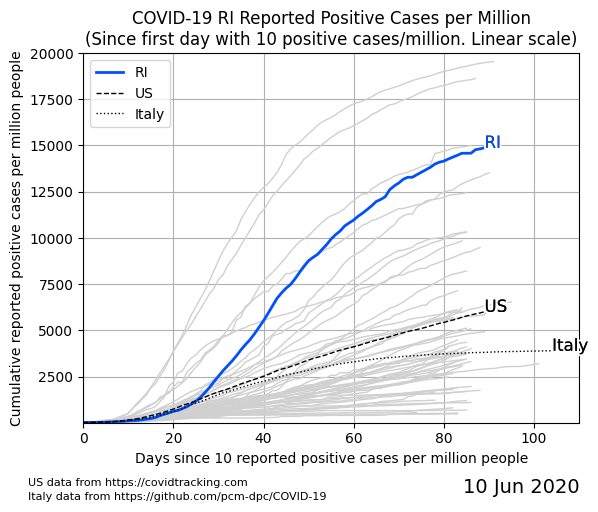 COVID-19 RI Reported Positive Cases per Million
(Since first day with 10 positive cases/million. Linear scale)
Cumulative reported positive cases per million people
20000
17500
15000
12500
10000
7500
5000
2500
RI
US
Italy
RI
US
Italy
0
20
40
60
80
100
Days since 10 reported positive cases per million people
US data from https://covidtracking.com
Italy data from https://github.com/pcm-dpc/COVID-19
10 Jun 2020